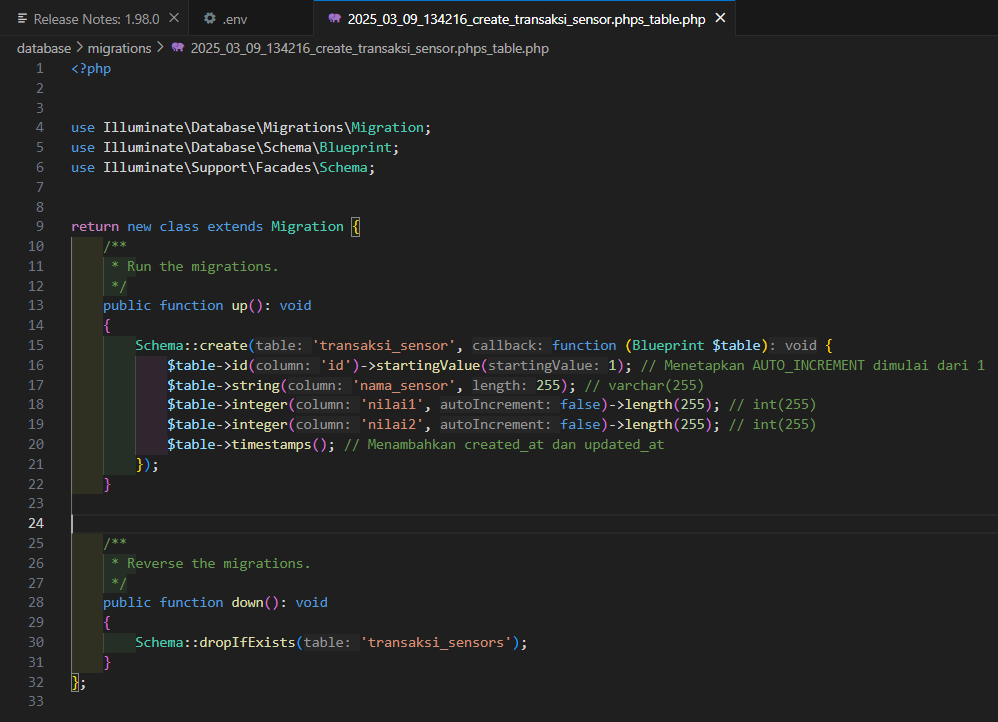 Release Notes: 1.98.0 × .env 2025_03_09_134216_create_transaksi_sensor.phps_table.php ×
database > migrations > 2025_03_09_134216_create_transaksi_sensor.phps_table.php
1 <?php
2
3
4 use Illuminate\Database\Migrations\Migration;
5 use Illuminate\Database\Schema\Blueprint;
6 use Illuminate\Support\Facades\Schema;
7
8
9 return new class extends Migration {
10 /**
11 * Run the migrations.
12 */
13 public function up(): void
14 {
15 Schema::create(table: 'transaksi_sensor', callback: function (Blueprint $table): void {
16 $table->id(column: 'id')->startingValue(startingValue: 1); // Menetapkan AUTO_INCREMENT dimulai dari 1
17 $table->string(column: 'nama_sensor', length: 255); // varchar(255)
18 $table->integer(column: 'nilai1', autoIncrement: false)->length(255); // int(255)
19 $table->integer(column: 'nilai2', autoIncrement: false)->length(255); // int(255)
20 $table->timestamps(); // Menambahkan created_at dan updated_at
21 });
22 }
23
24
25 /**
26 * Reverse the migrations.
27 */
28 public function down(): void
29 {
30 Schema::dropIfExists(table: 'transaksi_sensors');
31 }
32 };
33